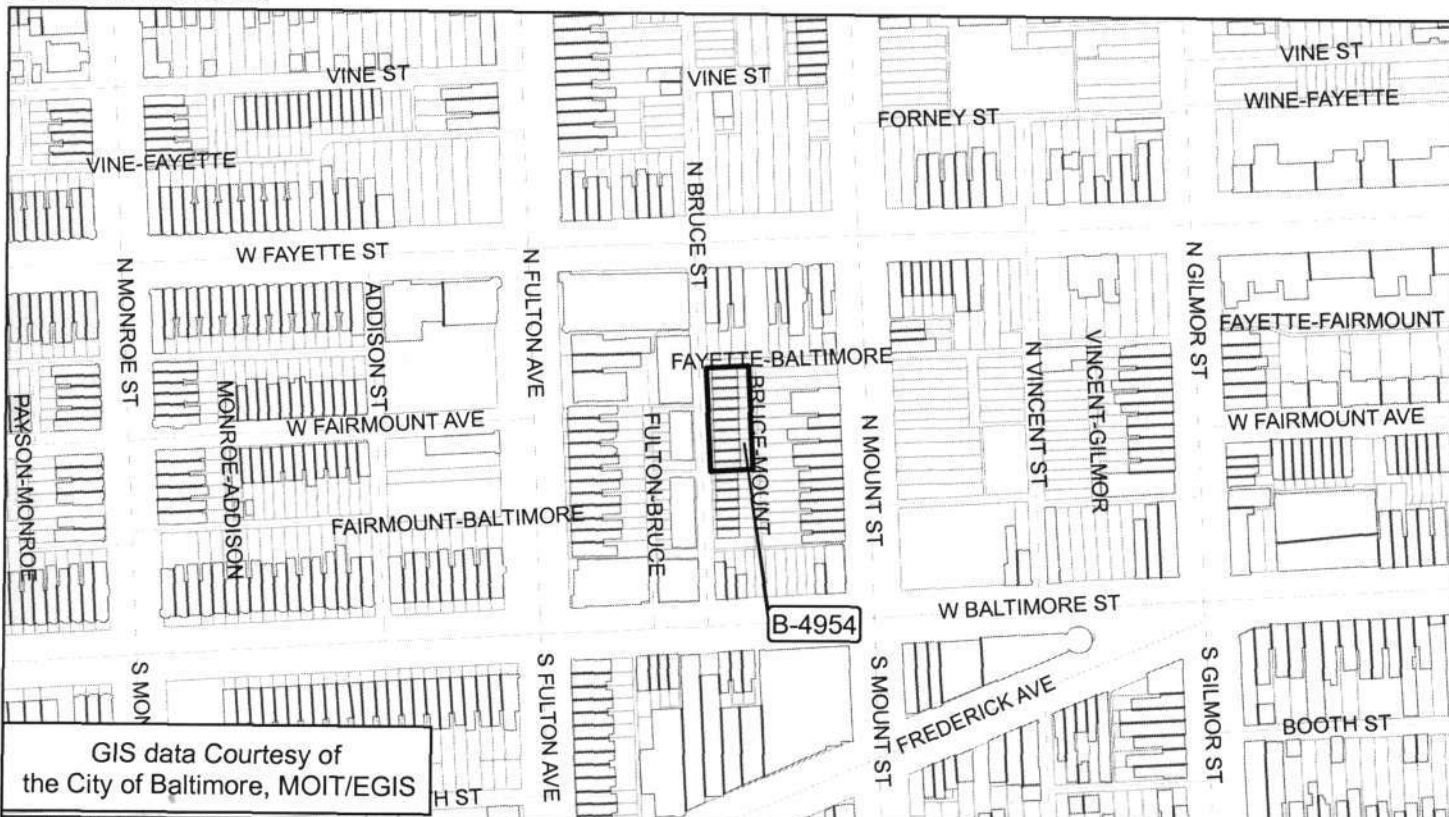 VINE ST
VINE ST
VINE ST
WINE-FAYETTE
FORNEY ST
VINE-FAYETTE
N BRUCE ST
W FAYETTE ST
N MONROE ST
ADDISON ST
N FULTON AVE
N GILMOR ST
FAYETTE-FAIRMOUNT
FAYETTE-BALTIMORE
PAYSON-MONROE
MONROE-ADDISON
W FAIRMOUNT AVE
FULTON-BRUCE
BRUCE-MOUNT
N MOUNT ST
N VINCENT ST
VINCENT-GILMOR
W FAIRMOUNT AVE
FAIRMOUNT-BALTIMORE
W BALTIMORE ST
B-4954
S MON
S FULTON AVE
S MOUNT ST
FREDERICK AVE
S GILMOR ST
BOOTH ST
GIS data Courtesy of
the City of Baltimore, MOIT/EGIS
H ST